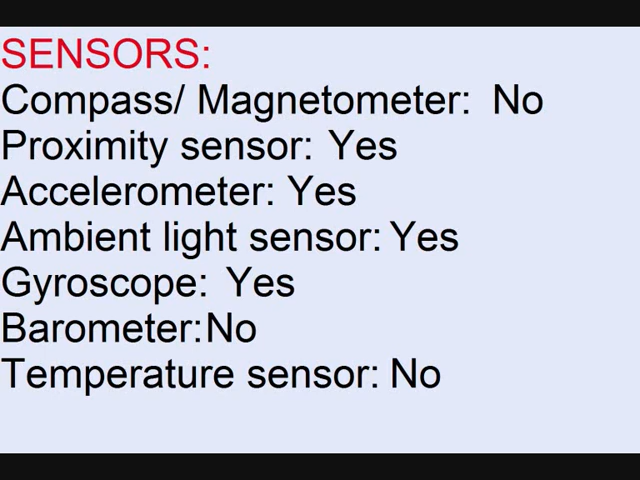 SENSORS:
Compass/ Magnetometer: No
Proximity sensor: Yes
Accelerometer: Yes
Ambient light sensor: Yes
Gyroscope: Yes
Barometer:No
Temperature sensor: No